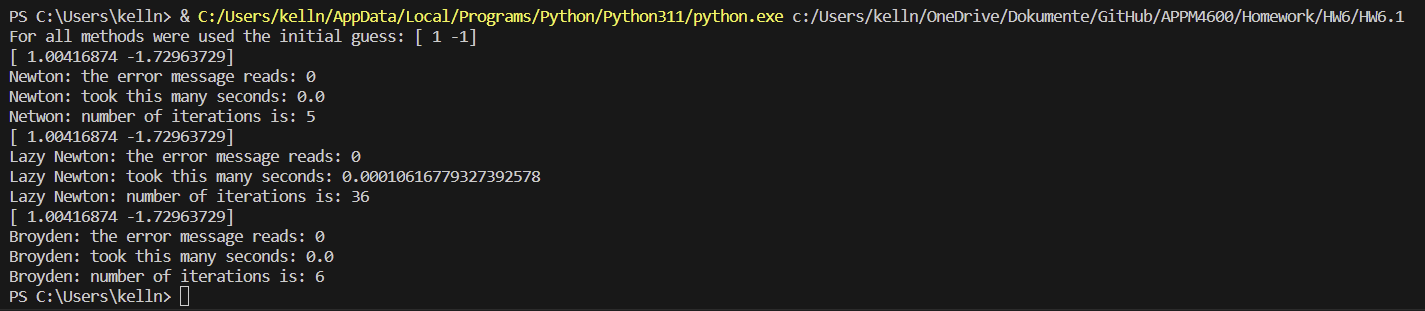 PS C:\Users\kelln> & C:/Users/kelln/AppData/Local/Programs/Python/Python311/python.exe c:/Users/kelln/OneDrive/Dokumente/GitHub/APPM4600/Homework/HW6/HW6.1
For all methods were used the initial guess: [ 1 -1]
[ 1.00416874 -1.72963729]
Newton: the error message reads: 0
Newton: took this many seconds: 0.0
Netwon: number of iterations is: 5
[ 1.00416874 -1.72963729]
Lazy Newton: the error message reads: 0
Lazy Newton: took this many seconds: 0.00010616779327392578
Lazy Newton: number of iterations is: 36
[ 1.00416874 -1.72963729]
Broyden: the error message reads: 0
Broyden: took this many seconds: 0.0
Broyden: number of iterations is: 6
PS C:\Users\kelln>